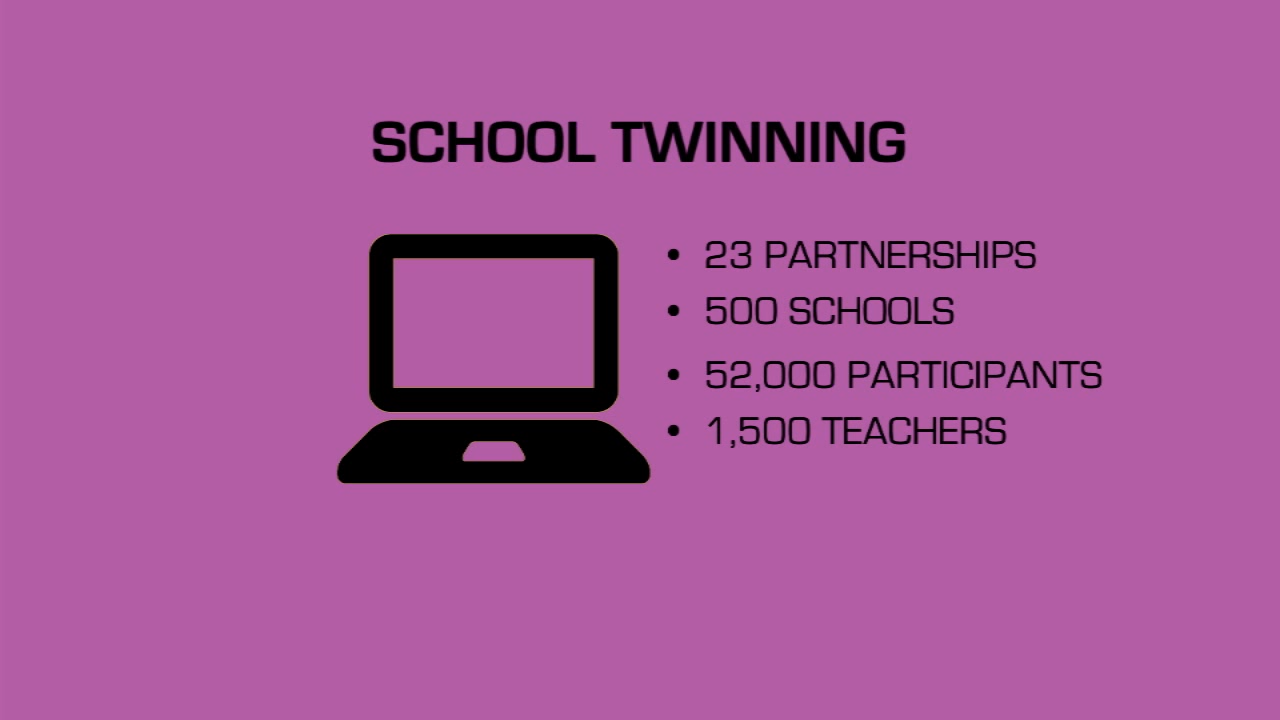 SCHOOL TWINNING
• 23 PARTNERSHIPS
• 500 SCHOOLS
• 52,000 PARTICIPANTS
• 1,500 TEACHERS